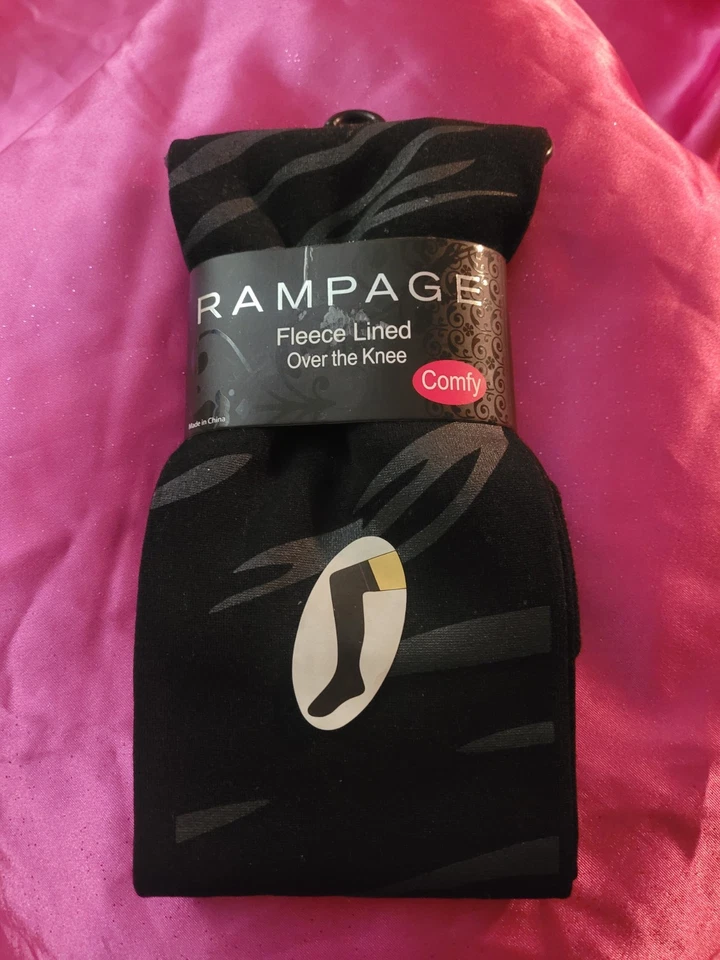 RAMPAGE
Fleece Lined
Over the Knee
Comfy
Made in China